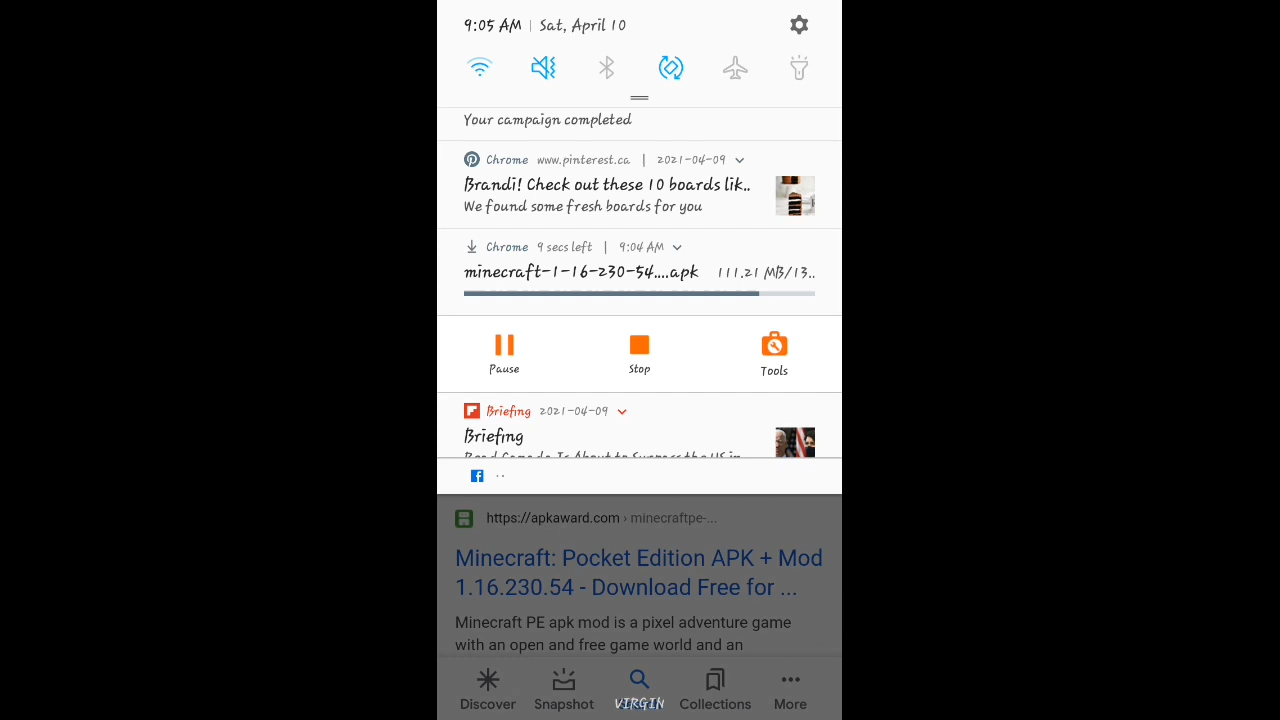 9:05 AM | Sat, April 10
Your campaign completed
Chrome www.pinterest.ca | 2021-04-09
Brandi! Check out these 10 boards lik..
We found some fresh boards for you
Chrome 9 secs left | 9:04 AM
minecraft-1-16-230-54....apk 111.21 MB/13..
Pause Stop Tools
Briefing 2021-04-09
Briefing
https://apkaward.com › minecraftpe-...
Minecraft: Pocket Edition APK + Mod
1.16.230.54 - Download Free for ...
Minecraft PE apk mod is a pixel adventure game
with an open and free game world and an
Discover Snapshot Collections More
VIRGIN